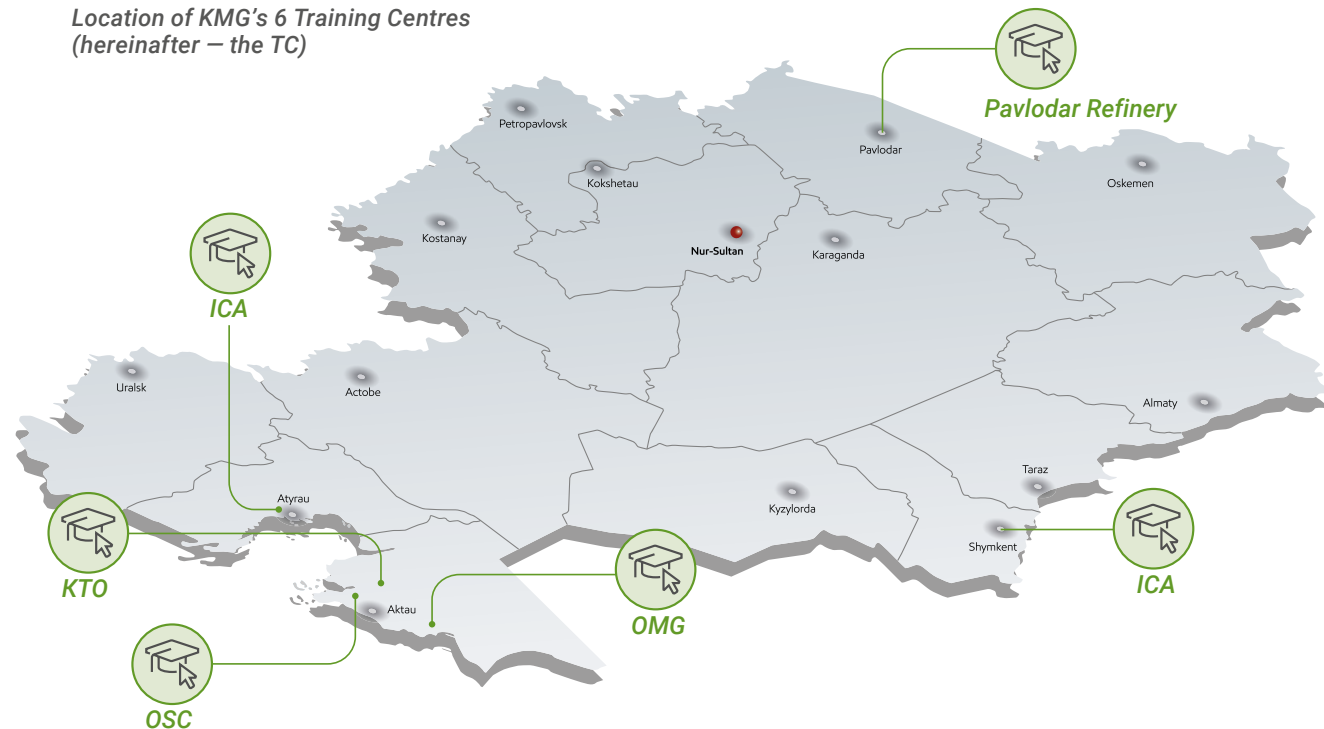 Location of KMG's 6 Training Centres
(hereinafter — the TC)
Pavlodar Refinery
Petropavlovsk
Pavlodar
Kokshetau
Oskemen
Kostanay
Nur-Sultan
Karaganda
ICA
Uralsk
Actobe
Almaty
Taraz
Atyrau
Kyzylorda
Shymkent
ICA
KTO
Aktau
OMG
OSC